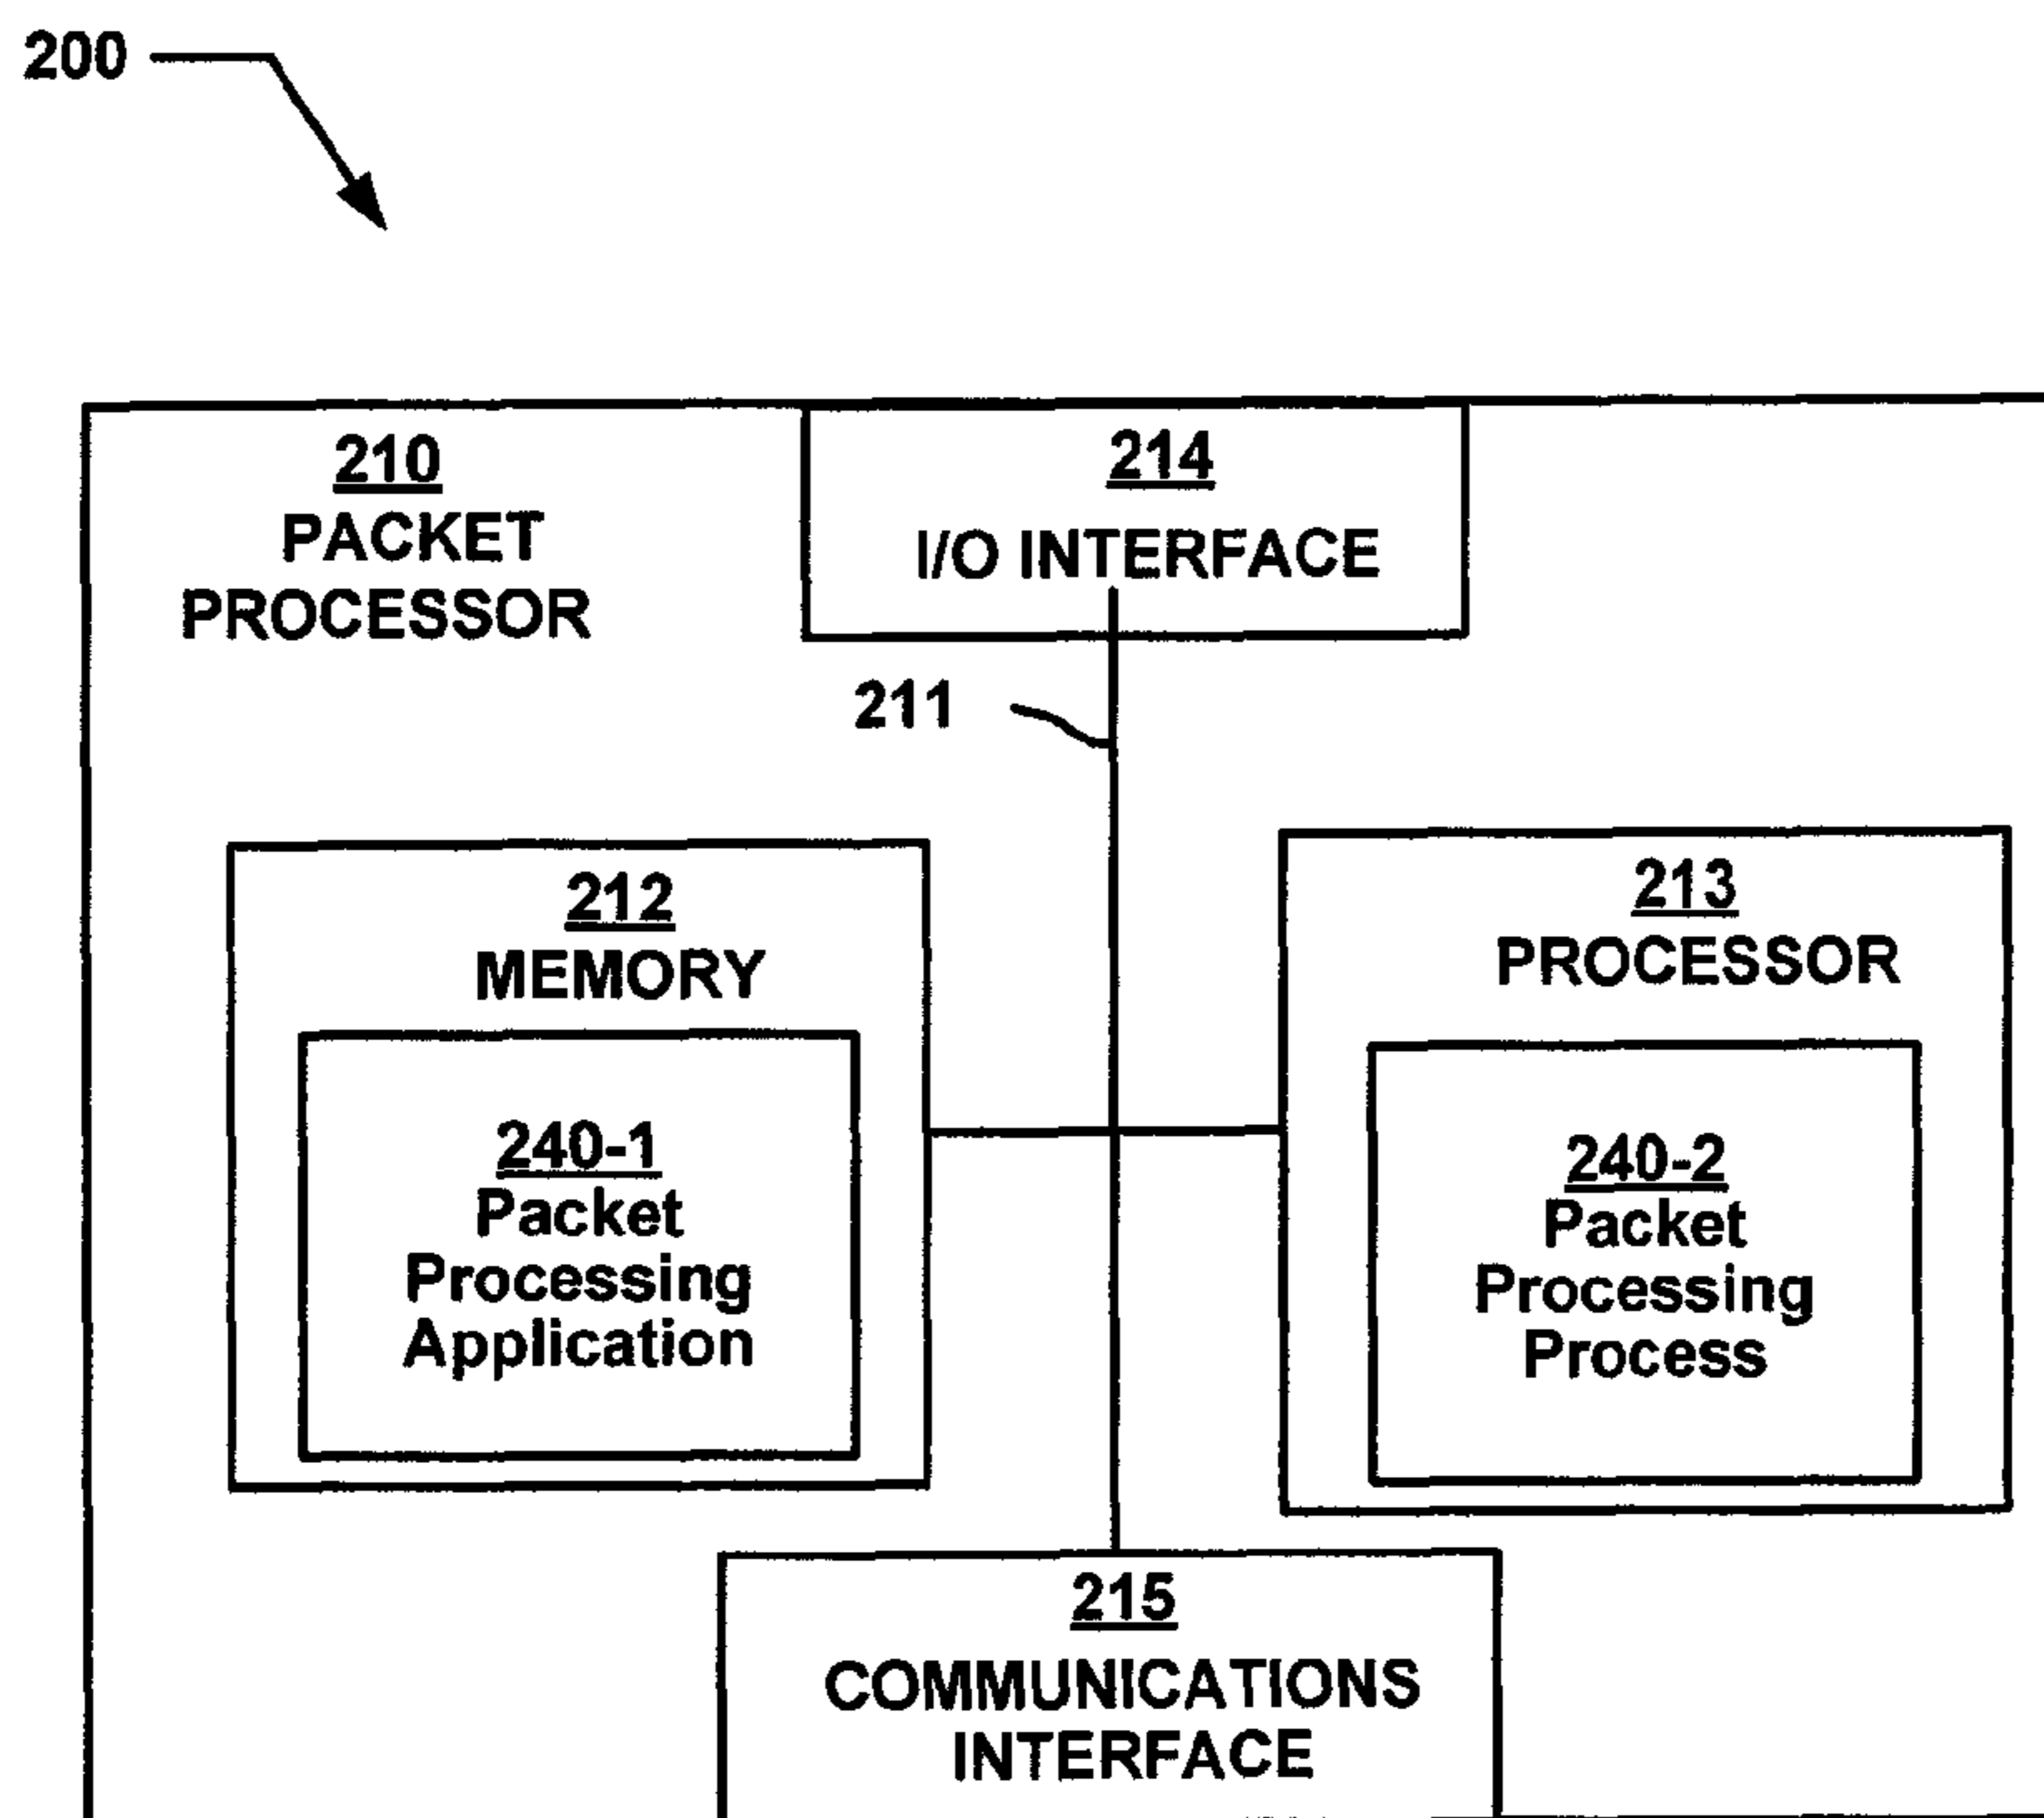 200
210
PACKET
PROCESSOR
214
I/O INTERFACE
211
212
MEMORY
240-1
Packet
Processing
Application
213
PROCESSOR
240-2
Packet
Processing
Process
215
COMMUNICATIONS
INTERFACE